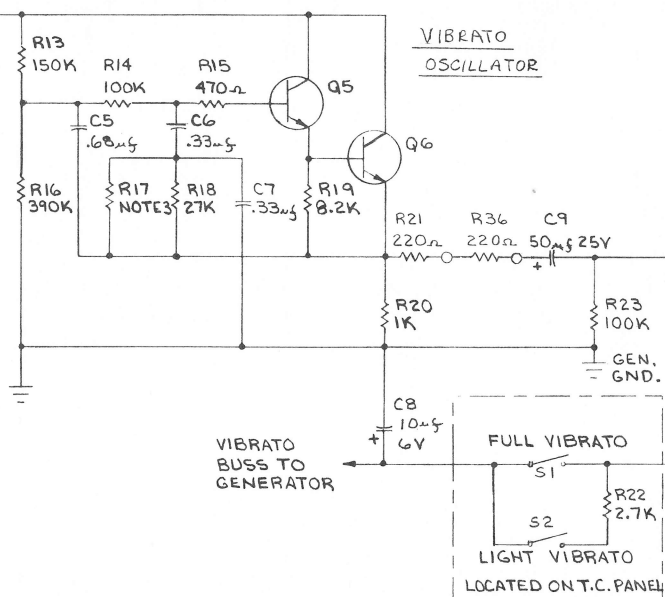 VIBRATO
OSCILLATOR
R13
150K
R14
100K
R15
470Ω
Q5
C5
.68µf
C6
.33µf
Q6
R16
390K
R17
NOTE3
R18
27K
C7
.33µf
R19
8.2K
R21
220Ω
R36
220Ω
C9
50µf 25V
+
R20
1K
R23
100K
GEN.
GND.
C8
10µf
6V
+
VIBRATO
BUSS TO
GENERATOR
FULL VIBRATO
S1
R22
2.7K
S2
LIGHT VIBRATO
LOCATED ON T.C. PANEL